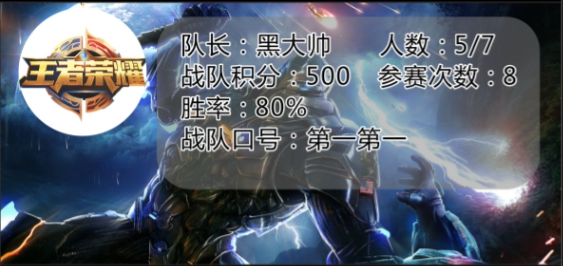 王者荣耀
队长：黑大帅 人数：5/7
战队积分：500 参赛次数：8
胜率：80%
战队口号：第一第一